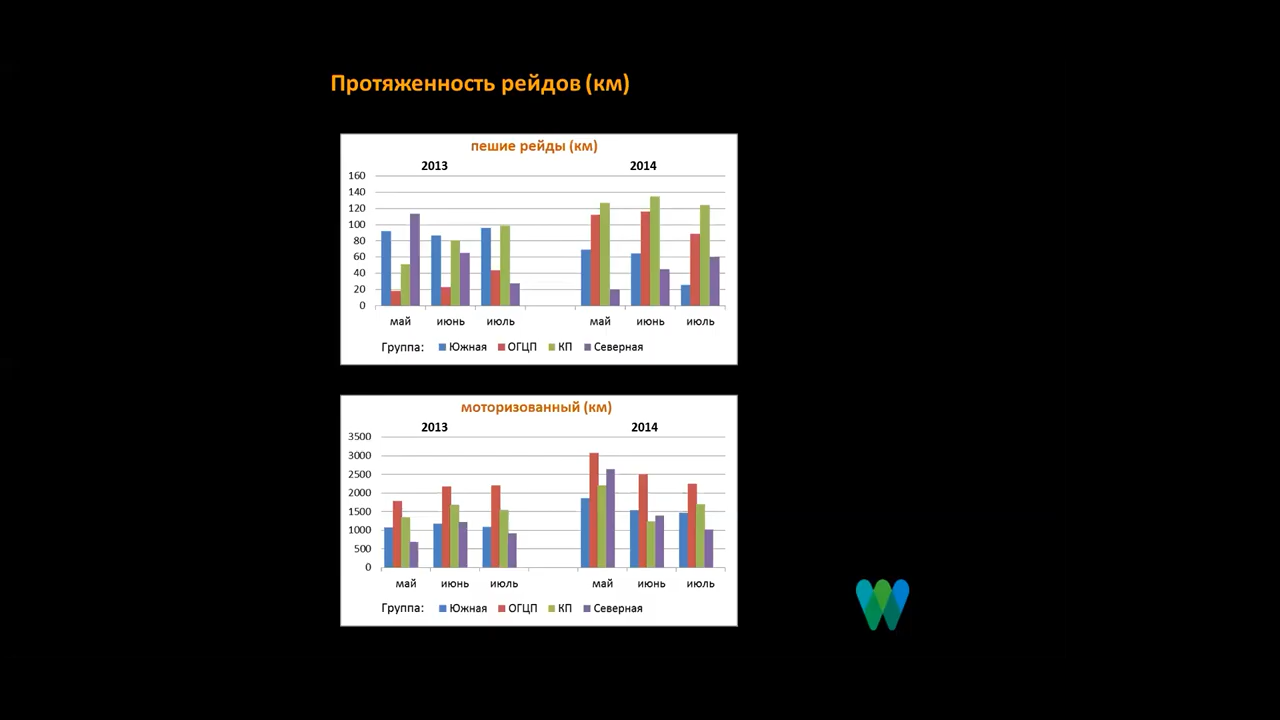 Протяженность рейдов (км)
пешие рейды (км)
2013 2014
160
140
120
100
80
60
40
20
0
май июнь июль май июнь июль
Группа: Южная ОГЦП КП Северная
моторизованный (км)
2013 2014
3500
3000
2500
2000
1500
1000
500
0
май июнь июль май июнь июль
Группа: Южная ОГЦП КП Северная